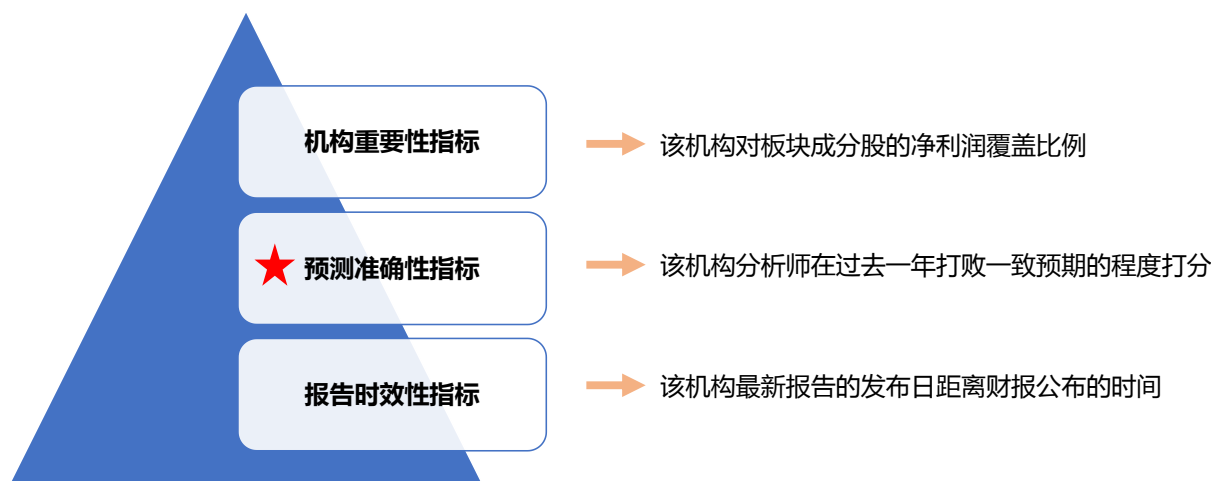 机构重要性指标
该机构对板块成分股的净利润覆盖比例
预测准确性指标
该机构分析师在过去一年打败一致预期的程度打分
报告时效性指标
该机构最新报告的发布日距离财报公布的时间